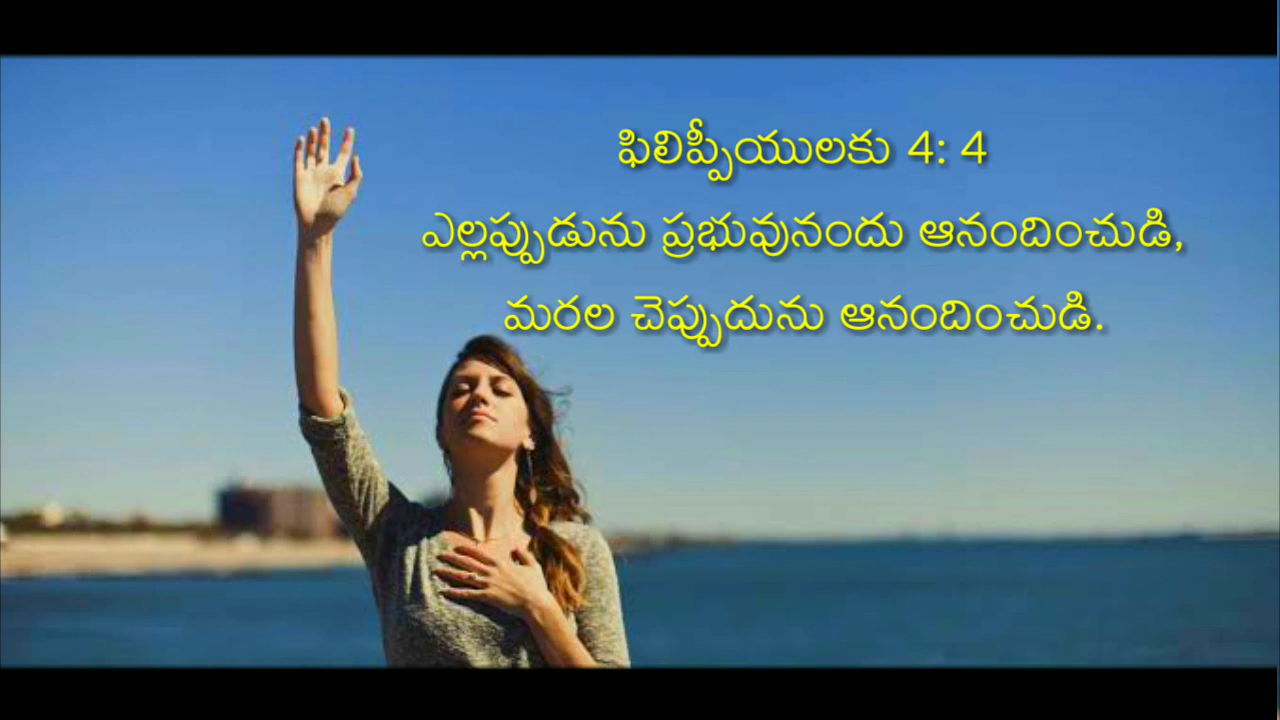 ఫిలిప్పీయులకు 4: 4
ఎల్లప్పుడును ప్రభువునందు ఆనందించుడి,
మరల చెప్పుదును ఆనందించుడి.